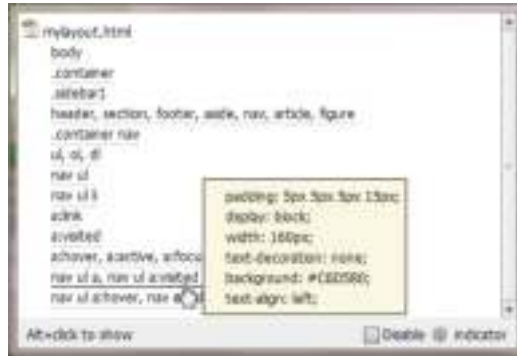 mylayout.html
body
.container
.sidebar1
header, section, footer, aside, nav, article, figure
.container nav
ul, ol, dl
nav ul
nav ul li
a:link
a:visited
a:hover, a:active, a:focu
nav ul a, nav ul a:visited
nav ul a:hover, nav
padding: 5px 5px 5px 15px;
display: block;
width: 160px;
text-decoration: none;
background: #C6D580;
text-align: left;
Alt+click to show
Disable
indicator